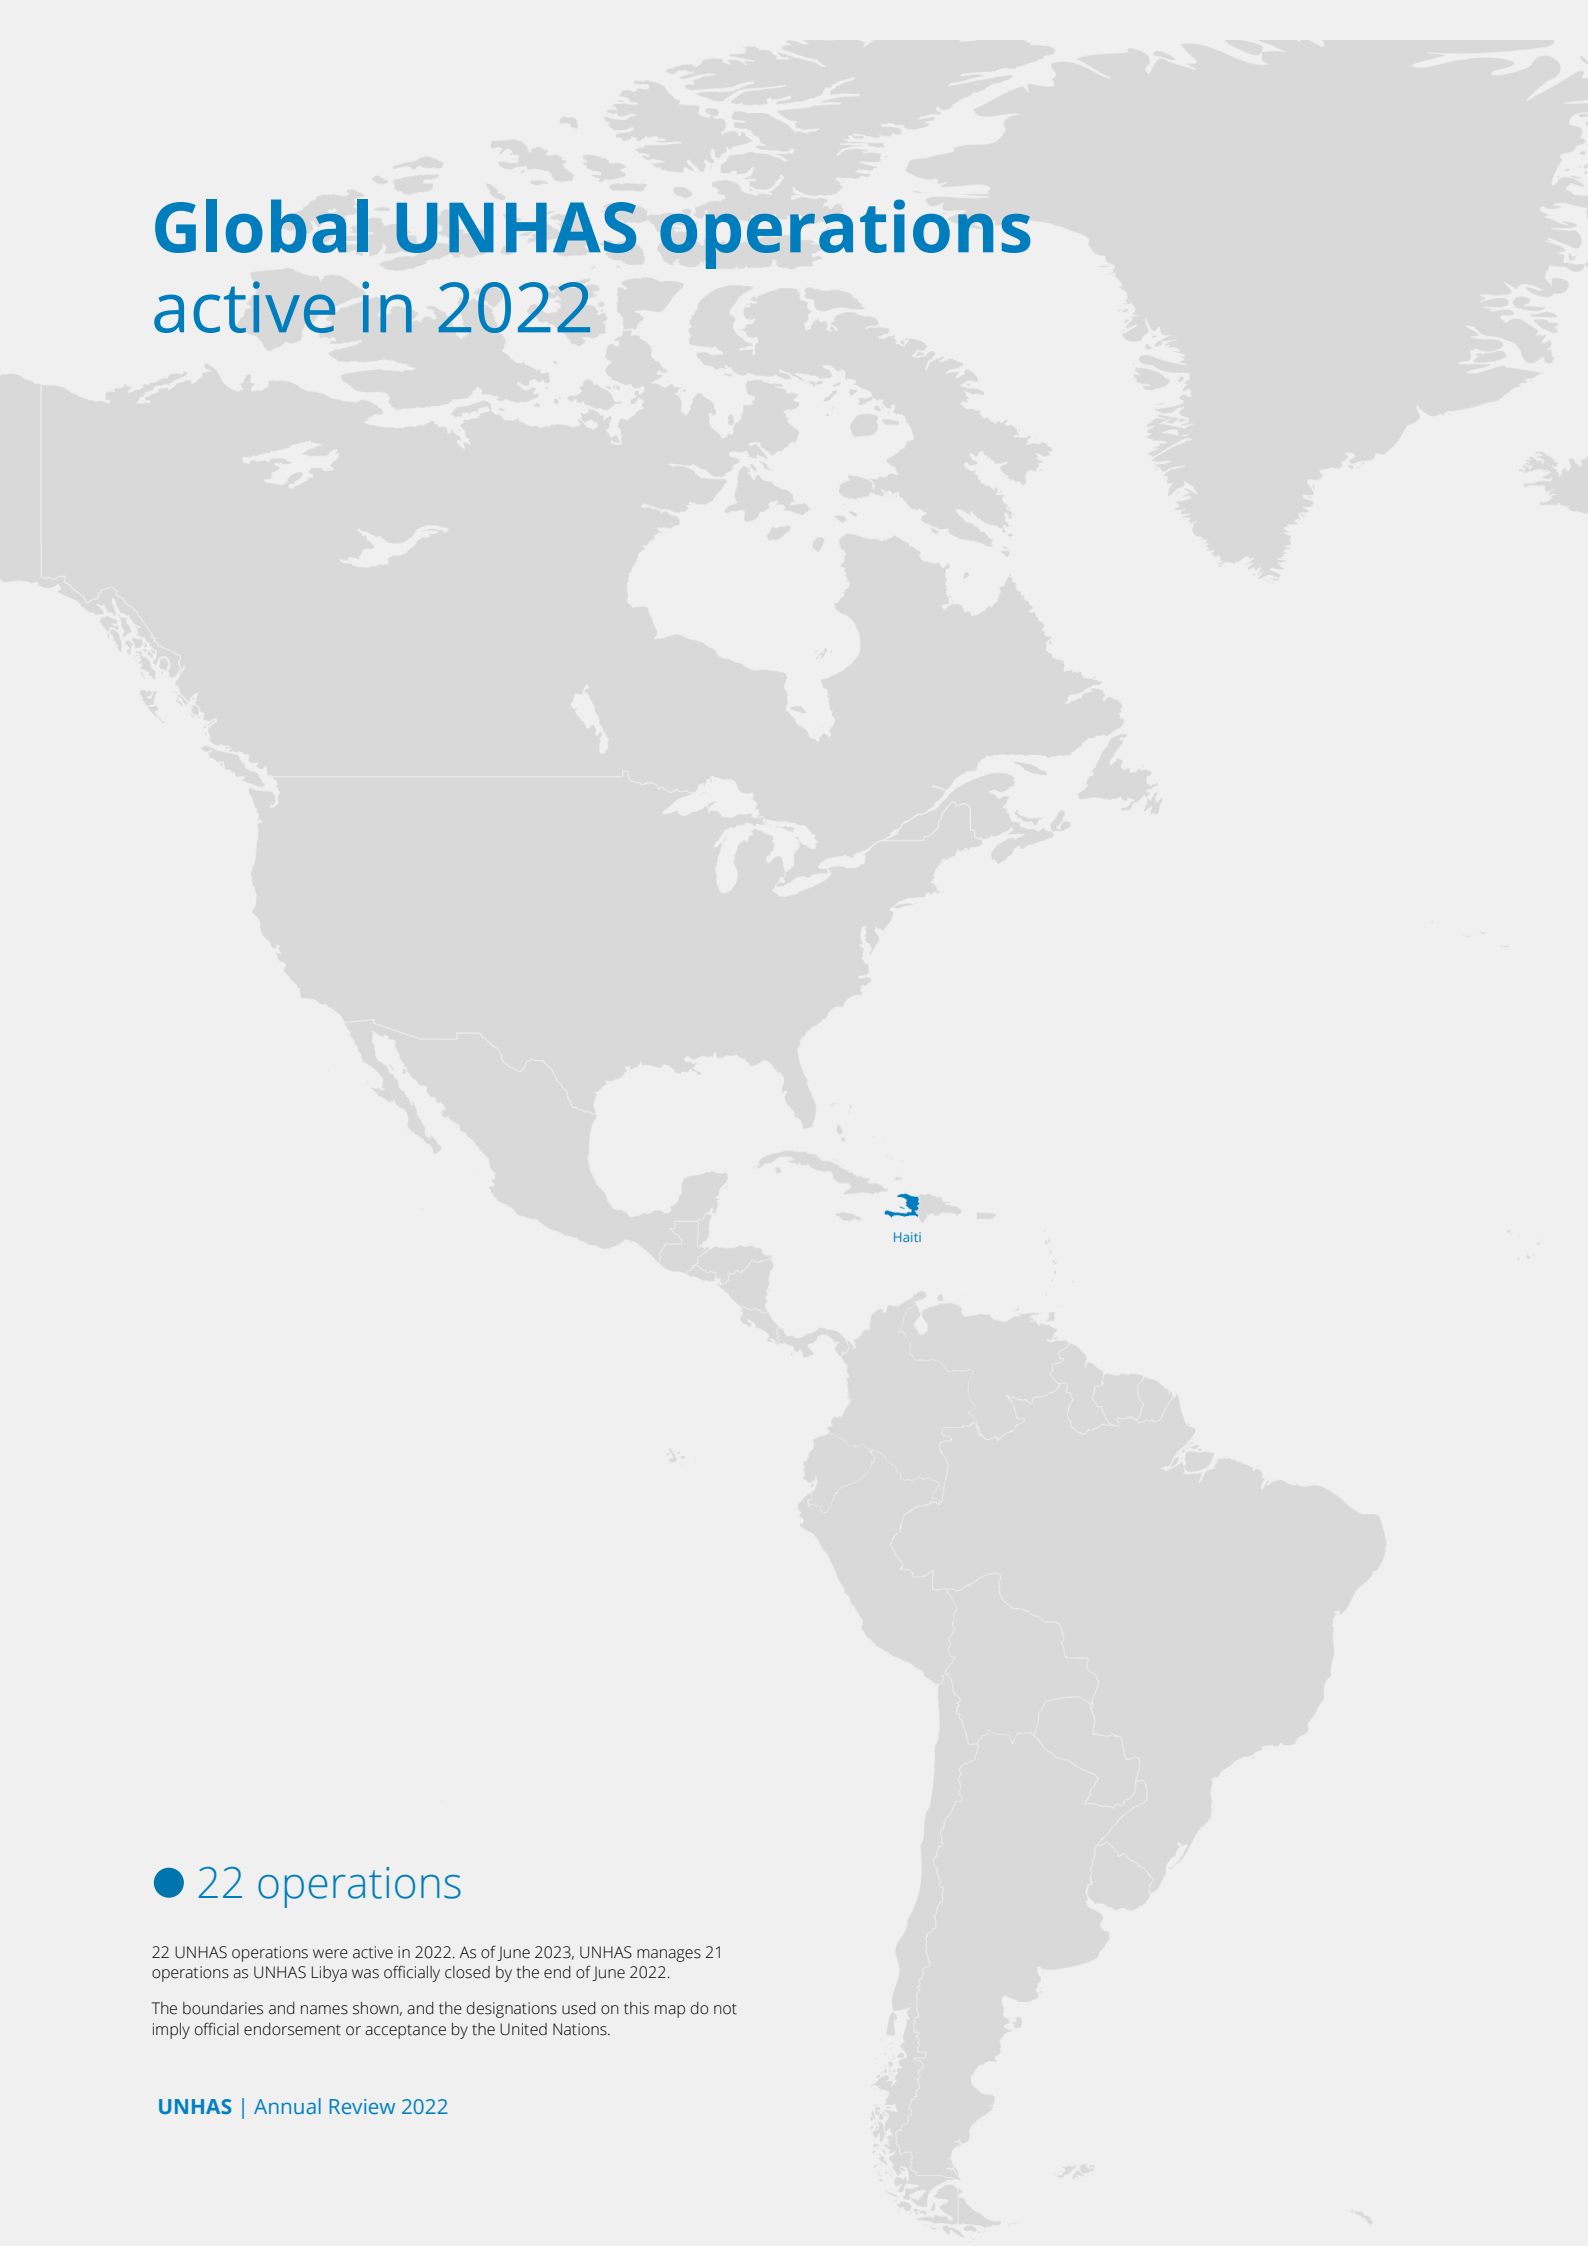 Global UNHAS operations
active in 2022
Haiti
22 operations
22 UNHAS operations were active in 2022. As of June 2023, UNHAS manages 21
operations as UNHAS Libya was officially closed by the end of June 2022.
The boundaries and names shown, and the designations used on this map do not
imply official endorsement or acceptance by the United Nations.
UNHAS | Annual Review 2022